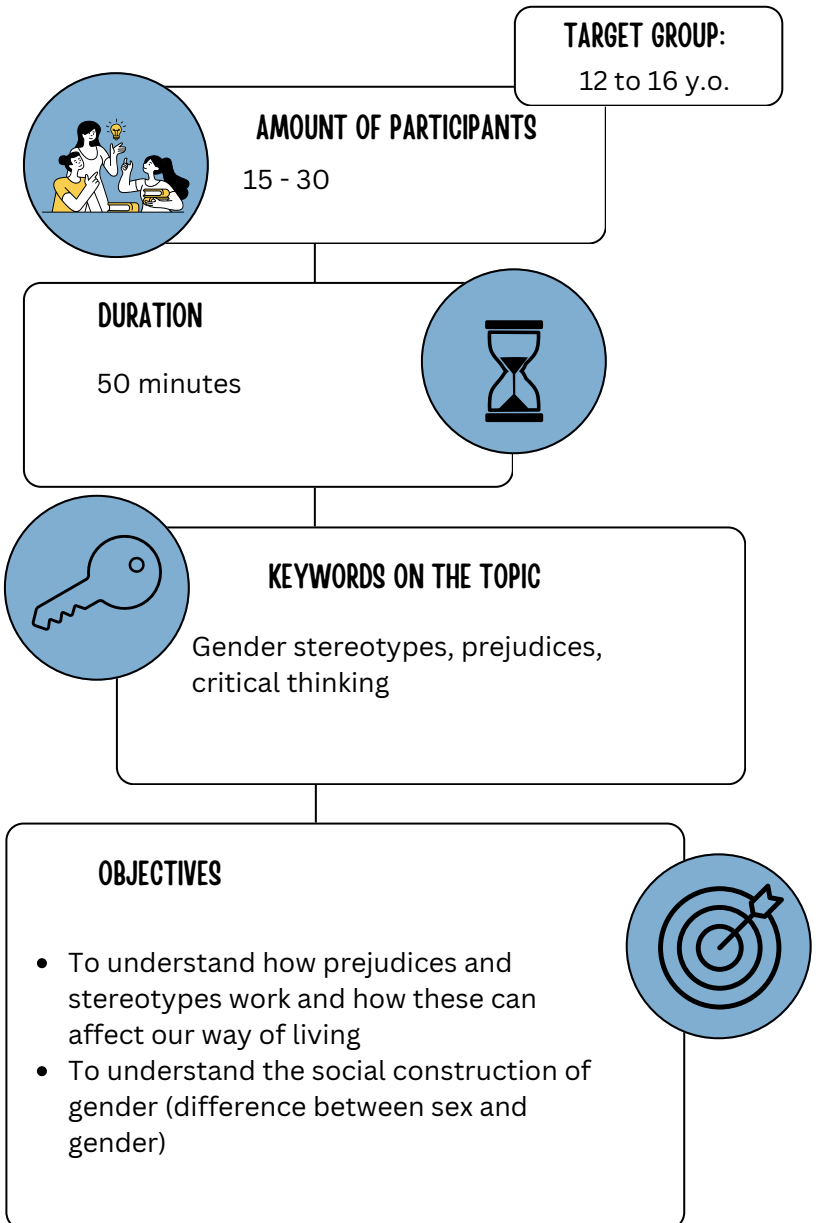 TARGET GROUP:
12 to 16 y.o.
AMOUNT OF PARTICIPANTS
15 - 30
DURATION
50 minutes
KEYWORDS ON THE TOPIC
Gender stereotypes, prejudices,
critical thinking
OBJECTIVES
• To understand how prejudices and
stereotypes work and how these can
affect our way of living
• To understand the social construction of
gender (difference between sex and
gender)